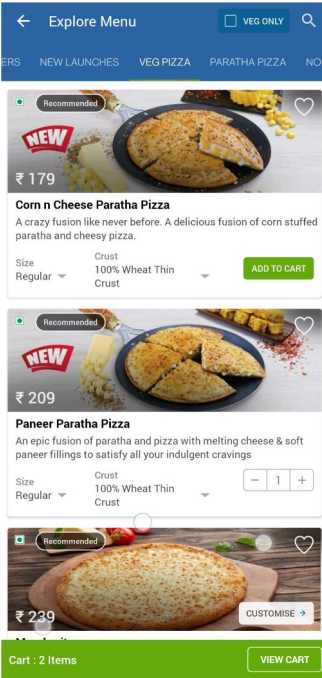 Explore Menu
VEG ONLY
ERS NEW LAUNCHES VEG PIZZA PARATHA PIZZA NO
Recommended
NEW
₹ 179
Corn n Cheese Paratha Pizza
A crazy fusion like never before. A delicious fusion of corn stuffed
paratha and cheesy pizza.
Size
Regular
Crust
100% Wheat Thin
Crust
ADD TO CART
Recommended
NEW
₹ 209
Paneer Paratha Pizza
An epic fusion of paratha and pizza with melting cheese & soft
paneer fillings to satisfy all your indulgent cravings
Size
Regular
Crust
100% Wheat Thin
Crust
− 1 +
Recommended
₹ 239
CUSTOMISE →
Cart : 2 Items
VIEW CART